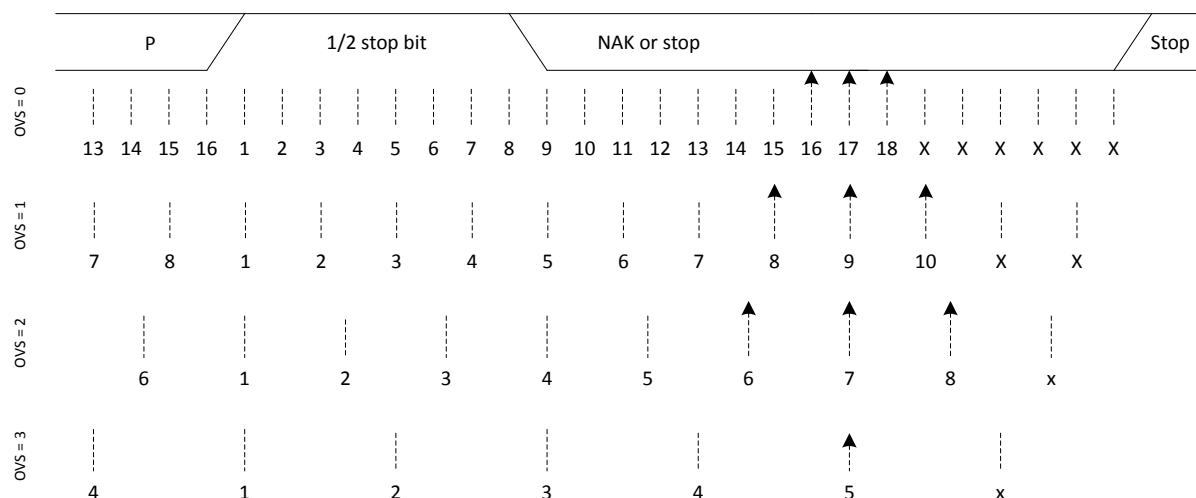 P 1/2 stop bit NAK or stop Stop
OVS = 0
13 14 15 16 1 2 3 4 5 6 7 8 9 10 11 12 13 14 15 16 17 18 X X X X X X
OVS = 1
7 8 1 2 3 4 5 6 7 8 9 10 X X
OVS = 2
6 1 2 3 4 5 6 7 8 x
OVS = 3
4 1 2 3 4 5 x